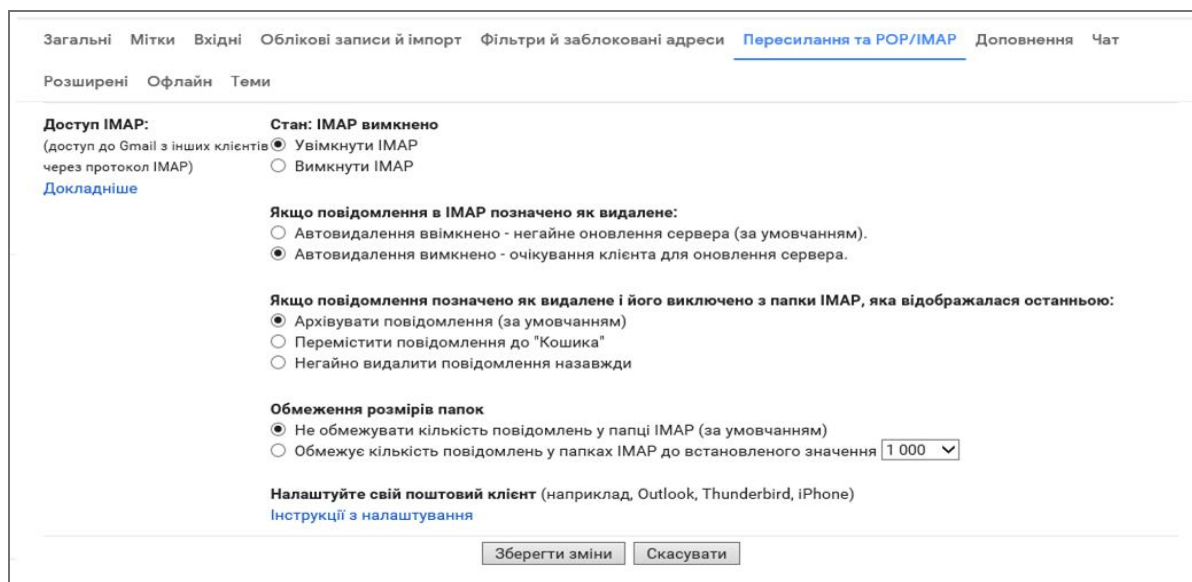 Загальні Мітки Вхідні Облікові записи й імпорт Фільтри й заблоковані адреси Пересилання та POP/IMAP Доповнення Чат
Розширені Офлайн Теми
Доступ IMAP:
(доступ до Gmail з інших клієнтів
через протокол IMAP)
Докладніше
Стан: IMAP вимкнено
Увімкнути IMAP
Вимкнути IMAP
Якщо повідомлення в IMAP позначено як видалене:
Автовидалення ввімкнено - негайне оновлення сервера (за умовчанням).
Автовидалення вимкнено - очікування клієнта для оновлення сервера.
Якщо повідомлення позначено як видалене і його виключено з папки IMAP, яка відображалася останньою:
Архівувати повідомлення (за умовчанням)
Перемістити повідомлення до "Кошика"
Негайно видалити повідомлення назавжди
Обмеження розмірів папок
Не обмежувати кількість повідомлень у папці IMAP (за умовчанням)
Обмежує кількість повідомлень у папках IMAP до встановленого значення 1 000
Налаштуйте свій поштовий клієнт (наприклад, Outlook, Thunderbird, iPhone)
Інструкції з налаштування
Зберегти зміни Скасувати